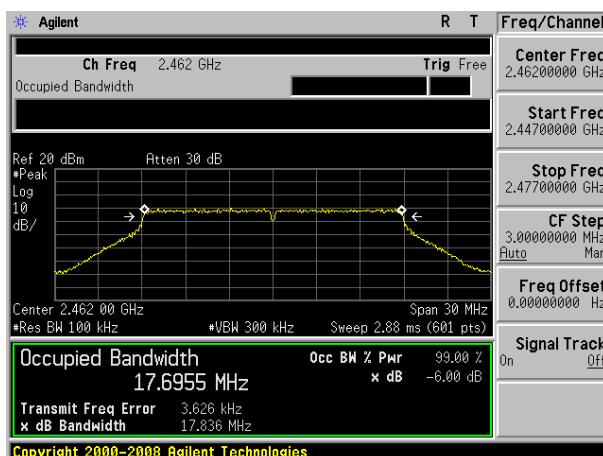 Agilent R T Freq/Channel
Ch Freq 2.462 GHz Trig Free
Occupied Bandwidth
Center Freq
2.46200000 GHz
Start Freq
2.44700000 GHz
Stop Freq
2.47700000 GHz
CF Step
3.00000000 MHz
Auto Man
Freq Offset
0.00000000 Hz
Signal Track
On Off
Ref 20 dBm Atten 30 dB
#Peak
Log
10
dB/
Center 2.462 00 GHz Span 30 MHz
#Res BW 100 kHz #VBW 300 kHz Sweep 2.88 ms (601 pts)
Occupied Bandwidth Occ BW % Pwr 99.00 %
17.6955 MHz x dB -6.00 dB
Transmit Freq Error 3.626 kHz
x dB Bandwidth 17.836 MHz
Copyright 2000-2008 Agilent Technologies